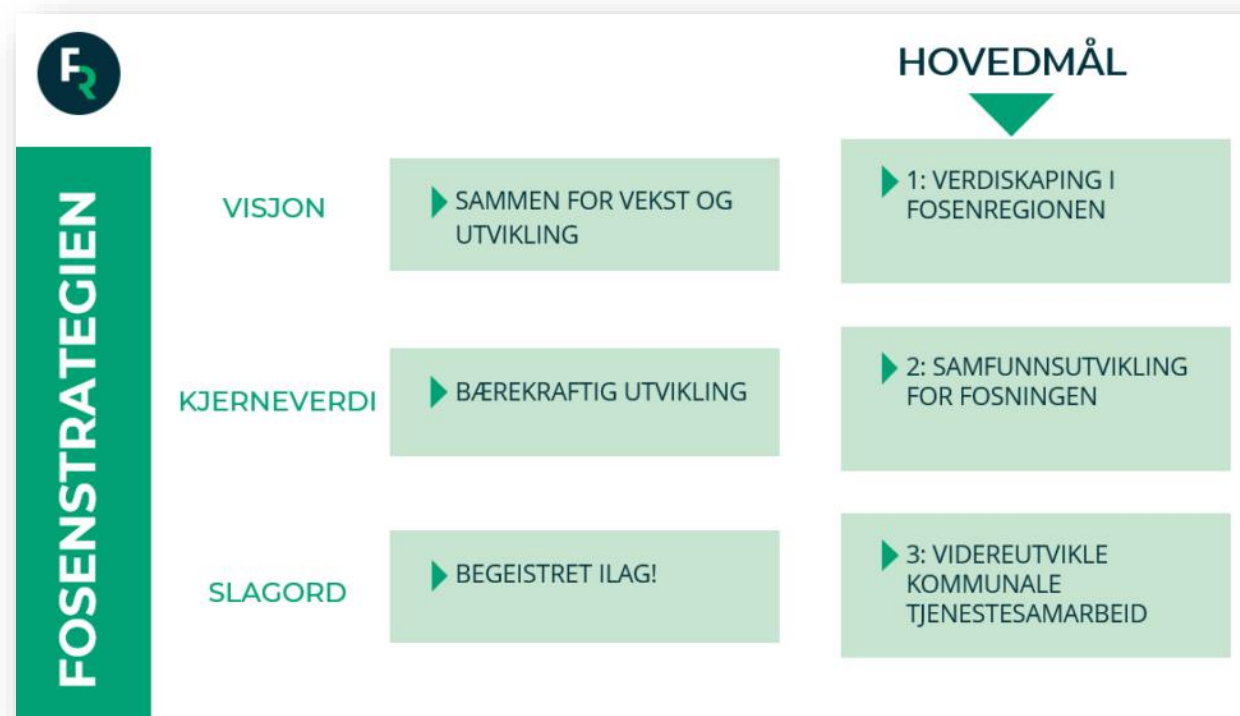 FR
HOVEDMÅL
FOSENSTRATEGIEN
VISJON
SAMMEN FOR VEKST OG
UTVIKLING
1: VERDISKAPING I
FOSENREGIONEN
KJERNEVERDI
BÆREKRAFTIG UTVIKLING
2: SAMFUNNSUTVIKLING
FOR FOSNINGEN
SLAGORD
BEGEISTRET ILAG!
3: VIDEREUTVIKLE
KOMMUNALE
TJENESTESAMARBEID